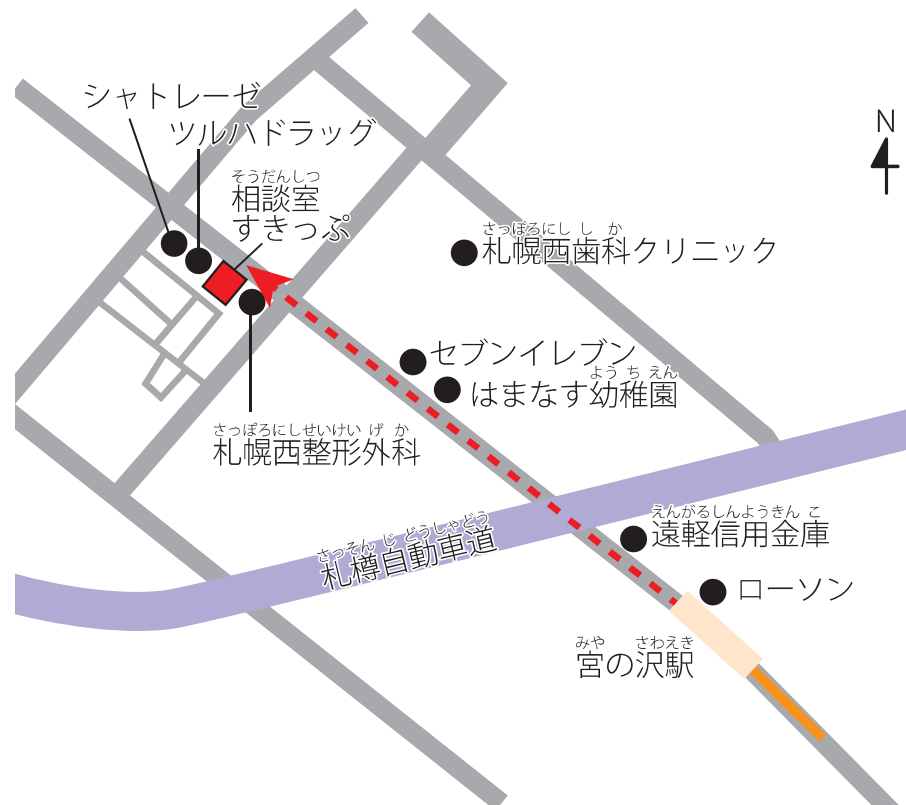 シャトレーゼ
N
ツルハドラッグ
そうだんしつ
相談室
すきっぷ
さっぽろにし し か
札幌西歯科クリニック
セブンイレブン
よう ち えん
はまなす幼稚園
さっぽろにしせいけい げ か
札幌西整形外科
えんがるしんようきん こ
遠軽信用金庫
さっそん じ どうしゃどう
札樽自動車道
ローソン
みや さわえき
宮の沢駅